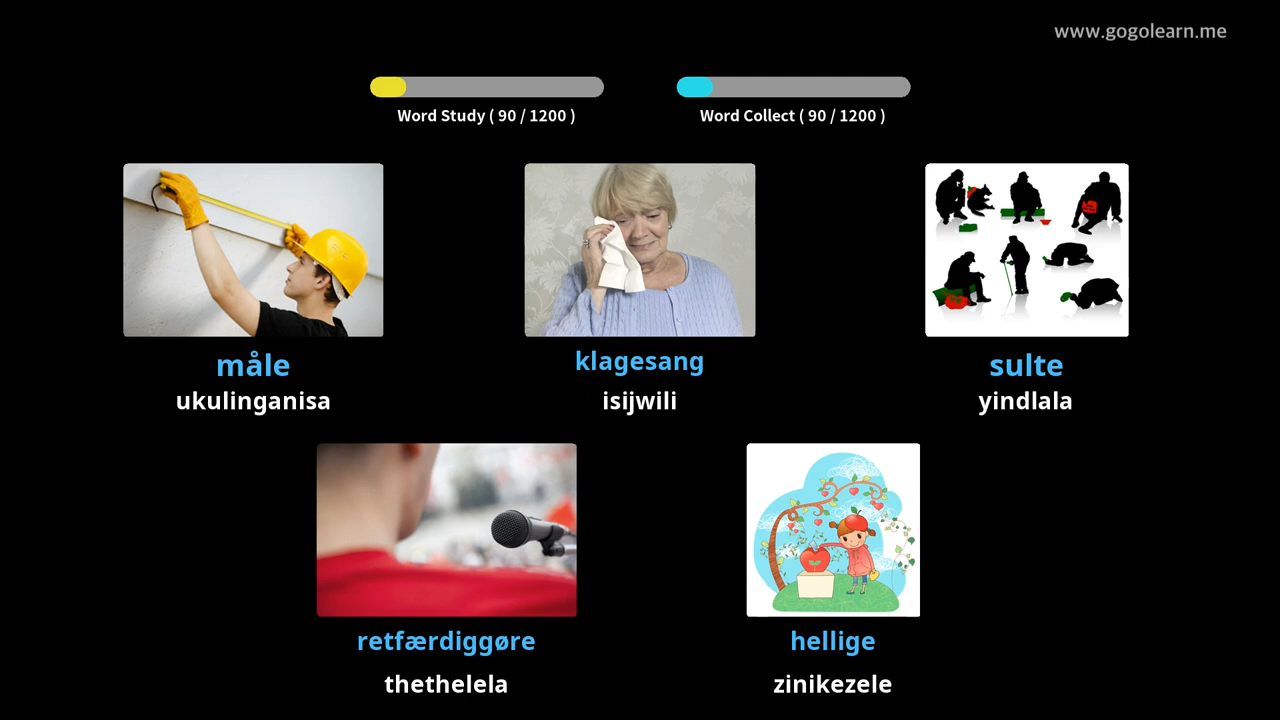 www.gogolearn.me
Word Study ( 90 / 1200 )
Word Collect ( 90 / 1200 )
måle
ukulinganisa
klagesang
isijwili
sulte
yindlala
retfærdiggøre
thethelela
hellige
zinikezele